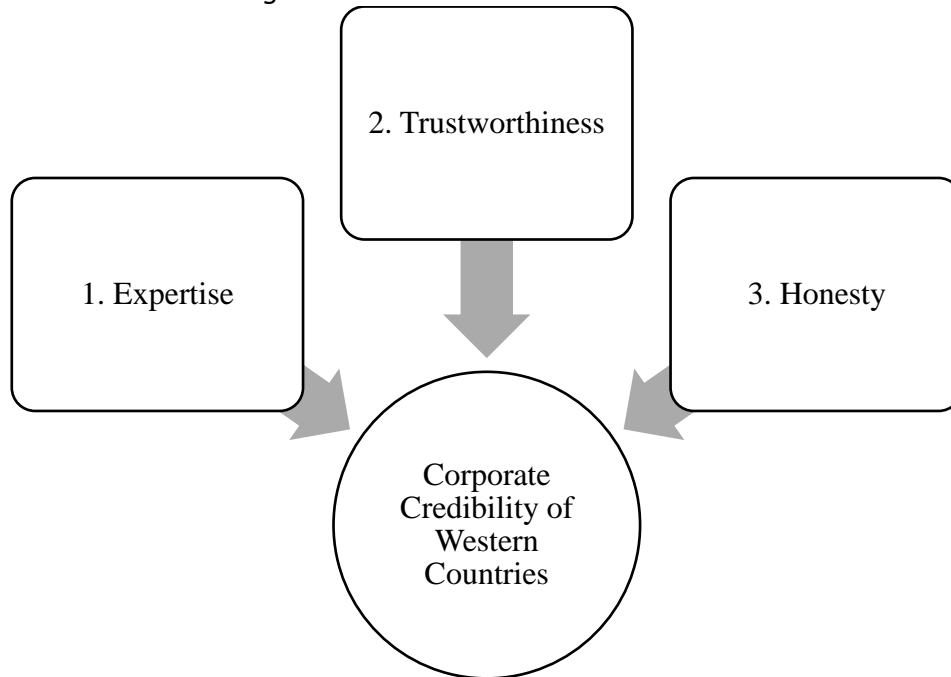 2. Trustworthiness
1. Expertise
3. Honesty
Corporate
Credibility of
Western
Countries